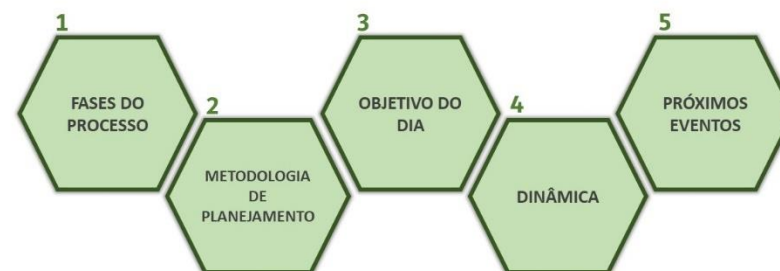 1
FASES DO
PROCESSO
2
METODOLOGIA
DE
PLANEJAMENTO
3
OBJETIVO DO
DIA
4
DINÂMICA
5
PRÓXIMOS
EVENTOS